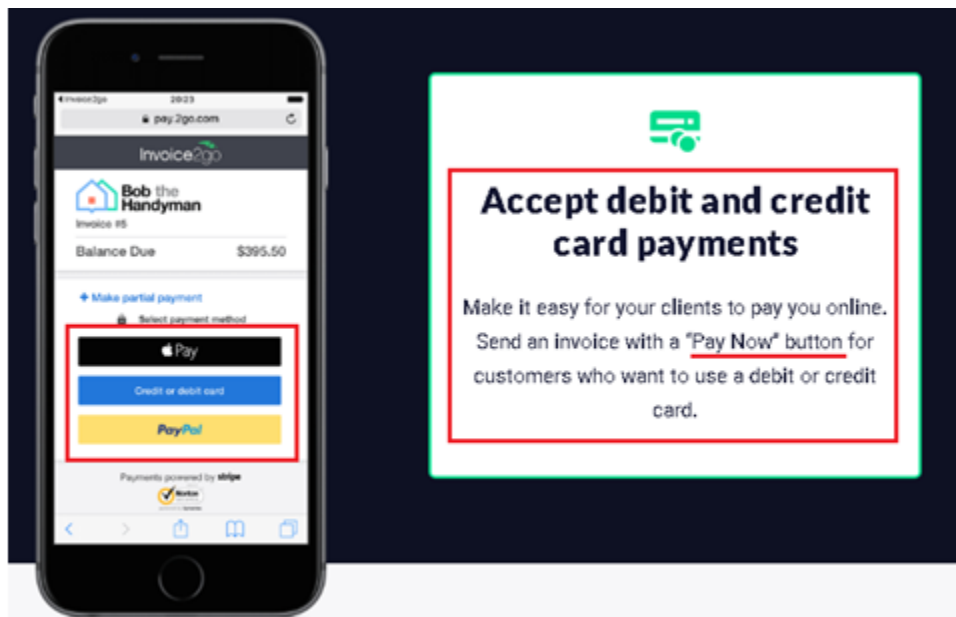 Invoice2go 20:23
pay.2go.com
Invoice2go
Bob the
Handyman
Invoice #5
Balance Due $395.50
+ Make partial payment
Select payment method
Pay
Credit or debit card
PayPal
Payments powered by stripe
Norton
Accept debit and credit
card payments
Make it easy for your clients to pay you online.
Send an invoice with a "Pay Now" button for
customers who want to use a debit or credit
card.